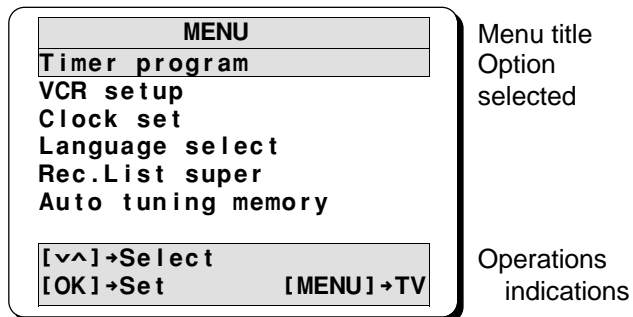 MENU
Timer program
VCR setup
Clock set
Language select
Rec.List super
Auto tuning memory
[˅˄]→Select
[OK]→Set [MENU]→TV
Menu title
Option
selected
Operations
indications